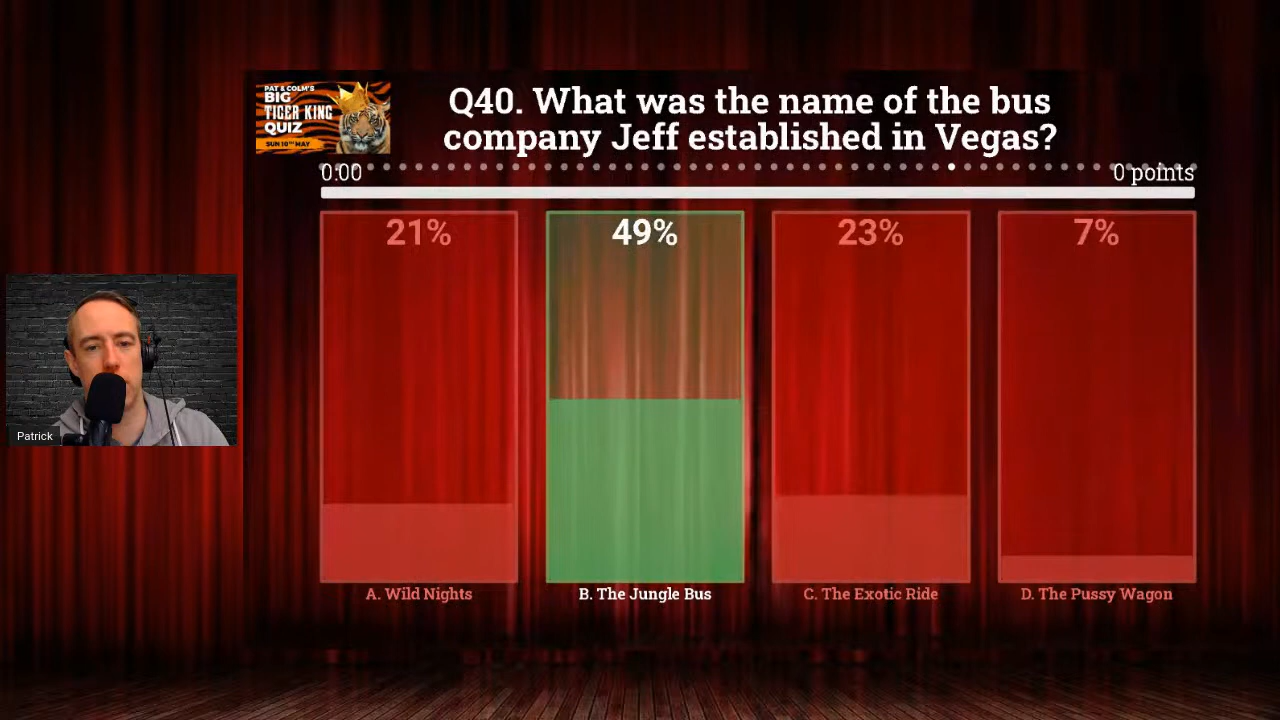 PAT & COLM'S
BIG
TIGER KING
QUIZ
SUN 10TH MAY
Q40. What was the name of the bus
company Jeff established in Vegas?
0:00
0 points
21%
49%
23%
7%
Patrick
A. Wild Nights
B. The Jungle Bus
C. The Exotic Ride
D. The Pussy Wagon